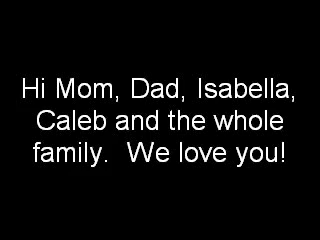 Hi Mom, Dad, Isabella,
Caleb and the whole
family.  We love you!